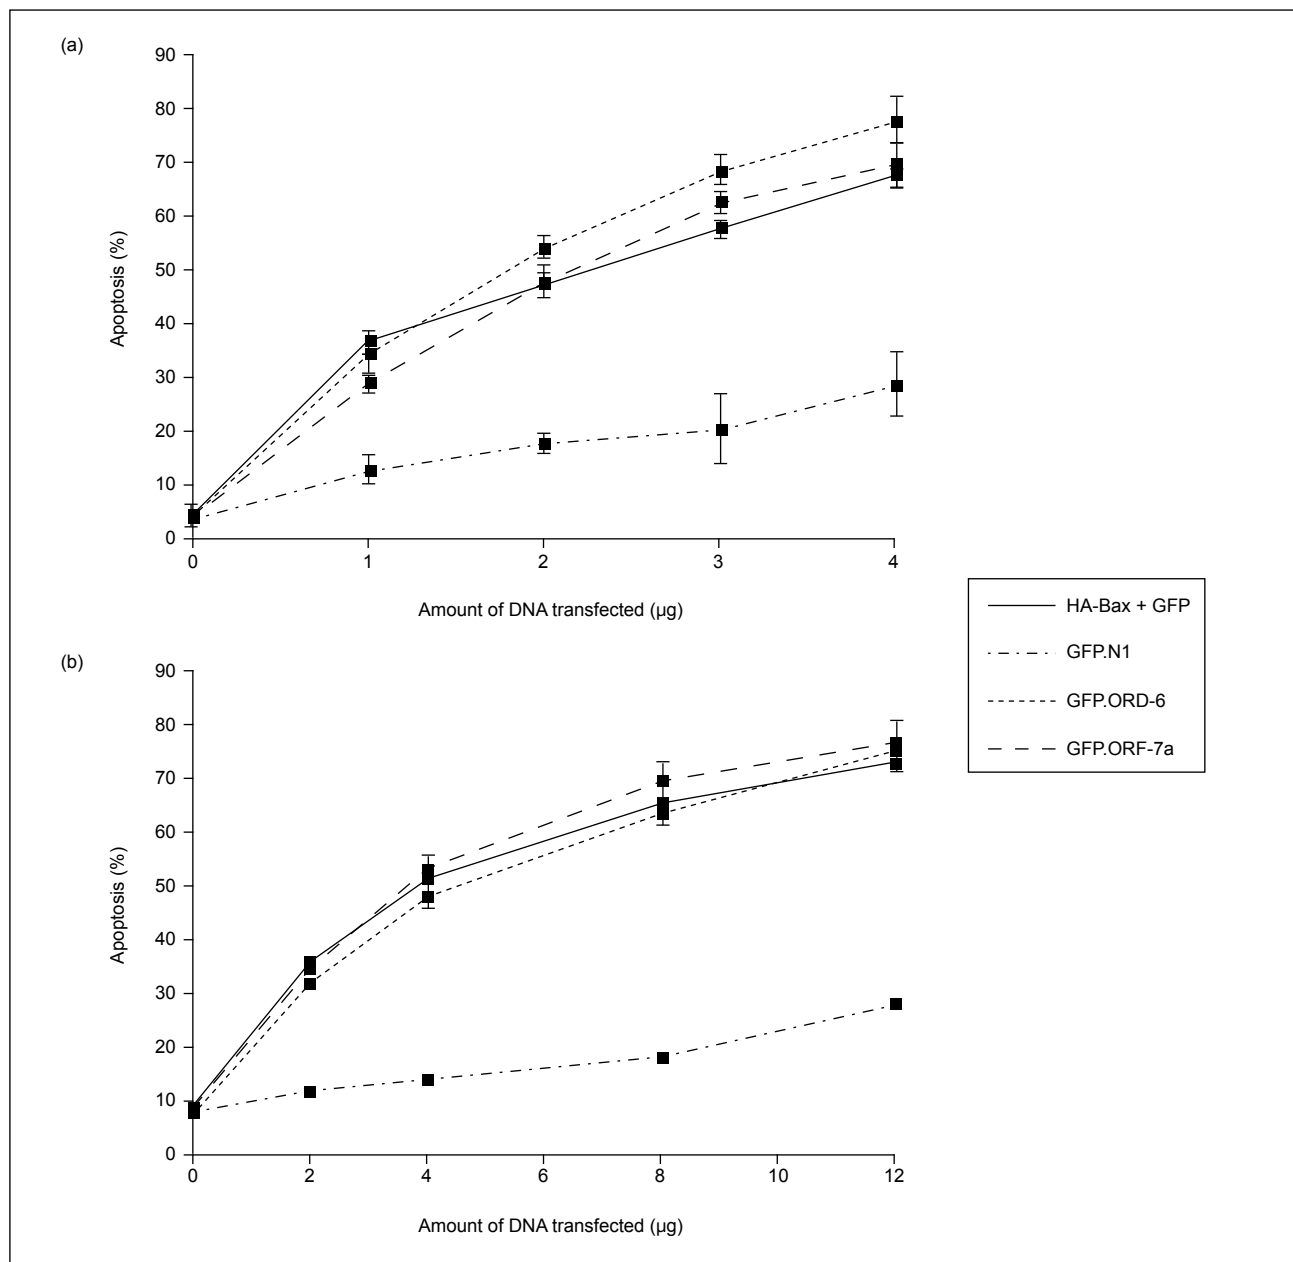 (a)
90
80
70
60
50
40
30
20
10
0
Apoptosis (%)
0 1 2 3 4
Amount of DNA transfected (µg)
HA-Bax + GFP
GFP.N1
GFP.ORD-6
GFP.ORF-7a
(b)
90
80
70
60
50
40
30
20
10
0
Apoptosis (%)
0 2 4 6 8 10 12
Amount of DNA transfected (µg)